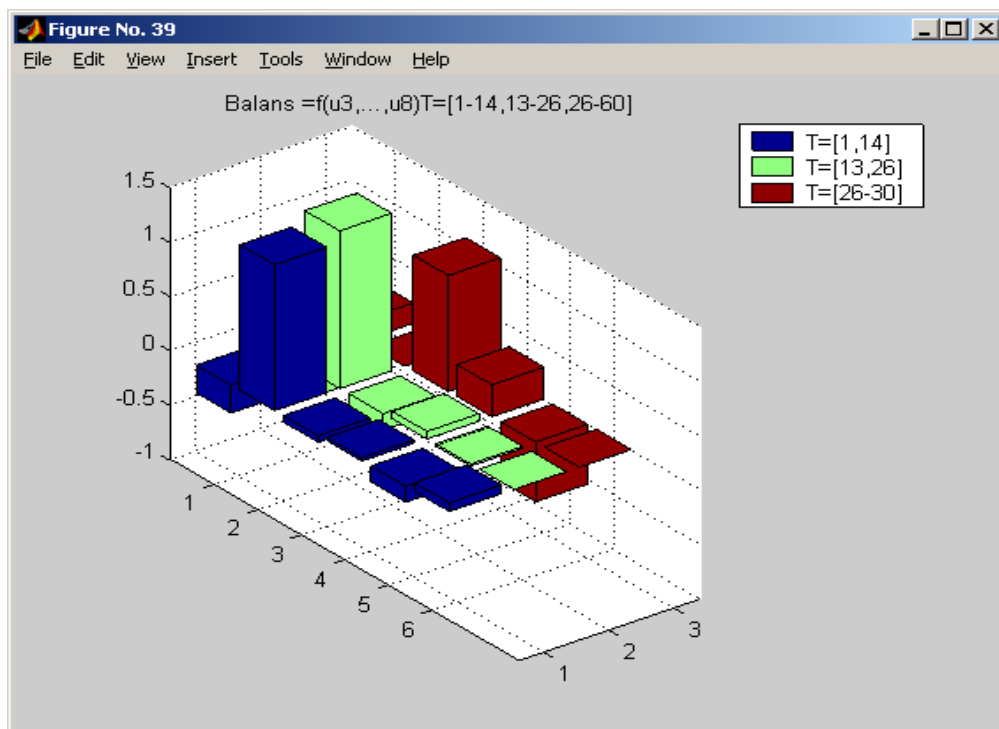 Figure No. 39
File Edit View Insert Tools Window Help
Balans =f(u3,...,u8)T=[1-14,13-26,26-60]
T=[1,14]
T=[13,26]
T=[26-30]
1.5
1
0.5
0
-0.5
-1
1
2
3
4
5
6
1
2
3